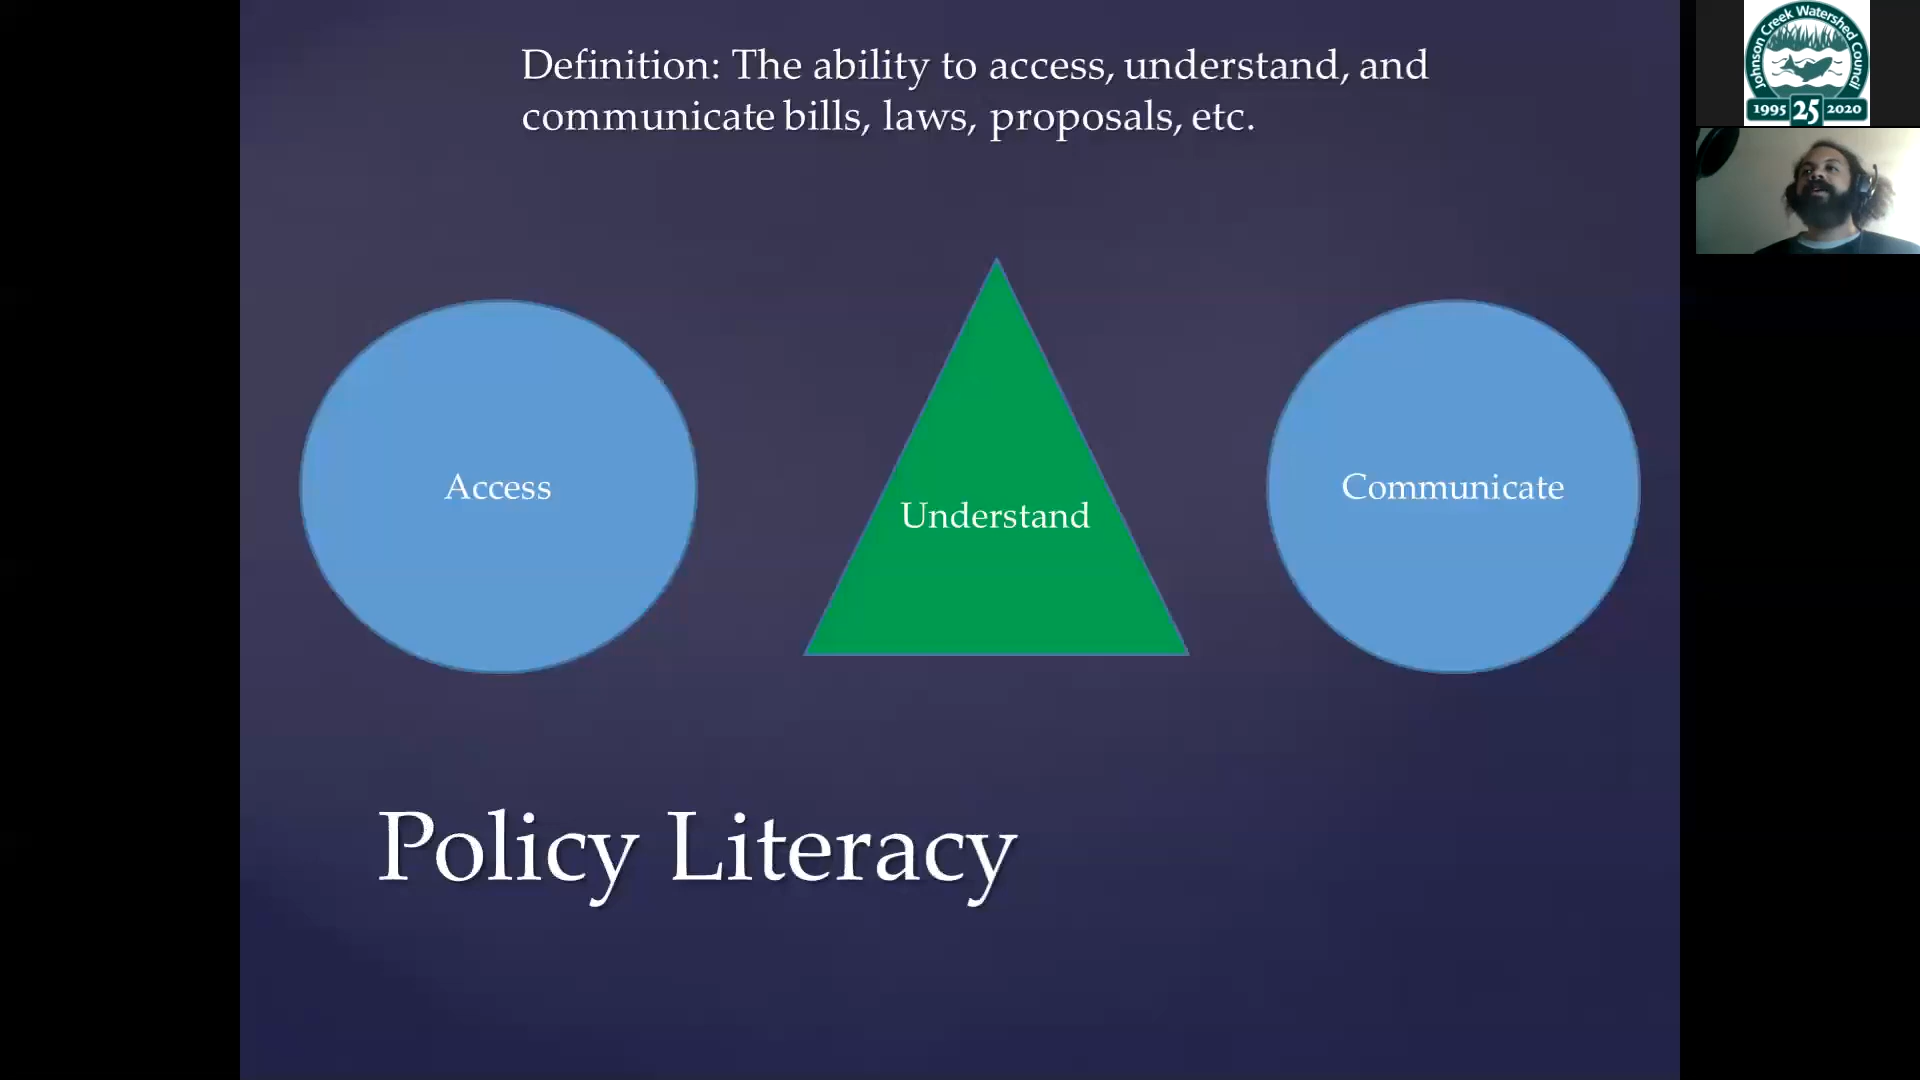 Definition: The ability to access, understand, and
communicate bills, laws, proposals, etc.
Access
Understand
Communicate
Policy Literacy
Johnson Creek Watershed Council
1995 25 2020